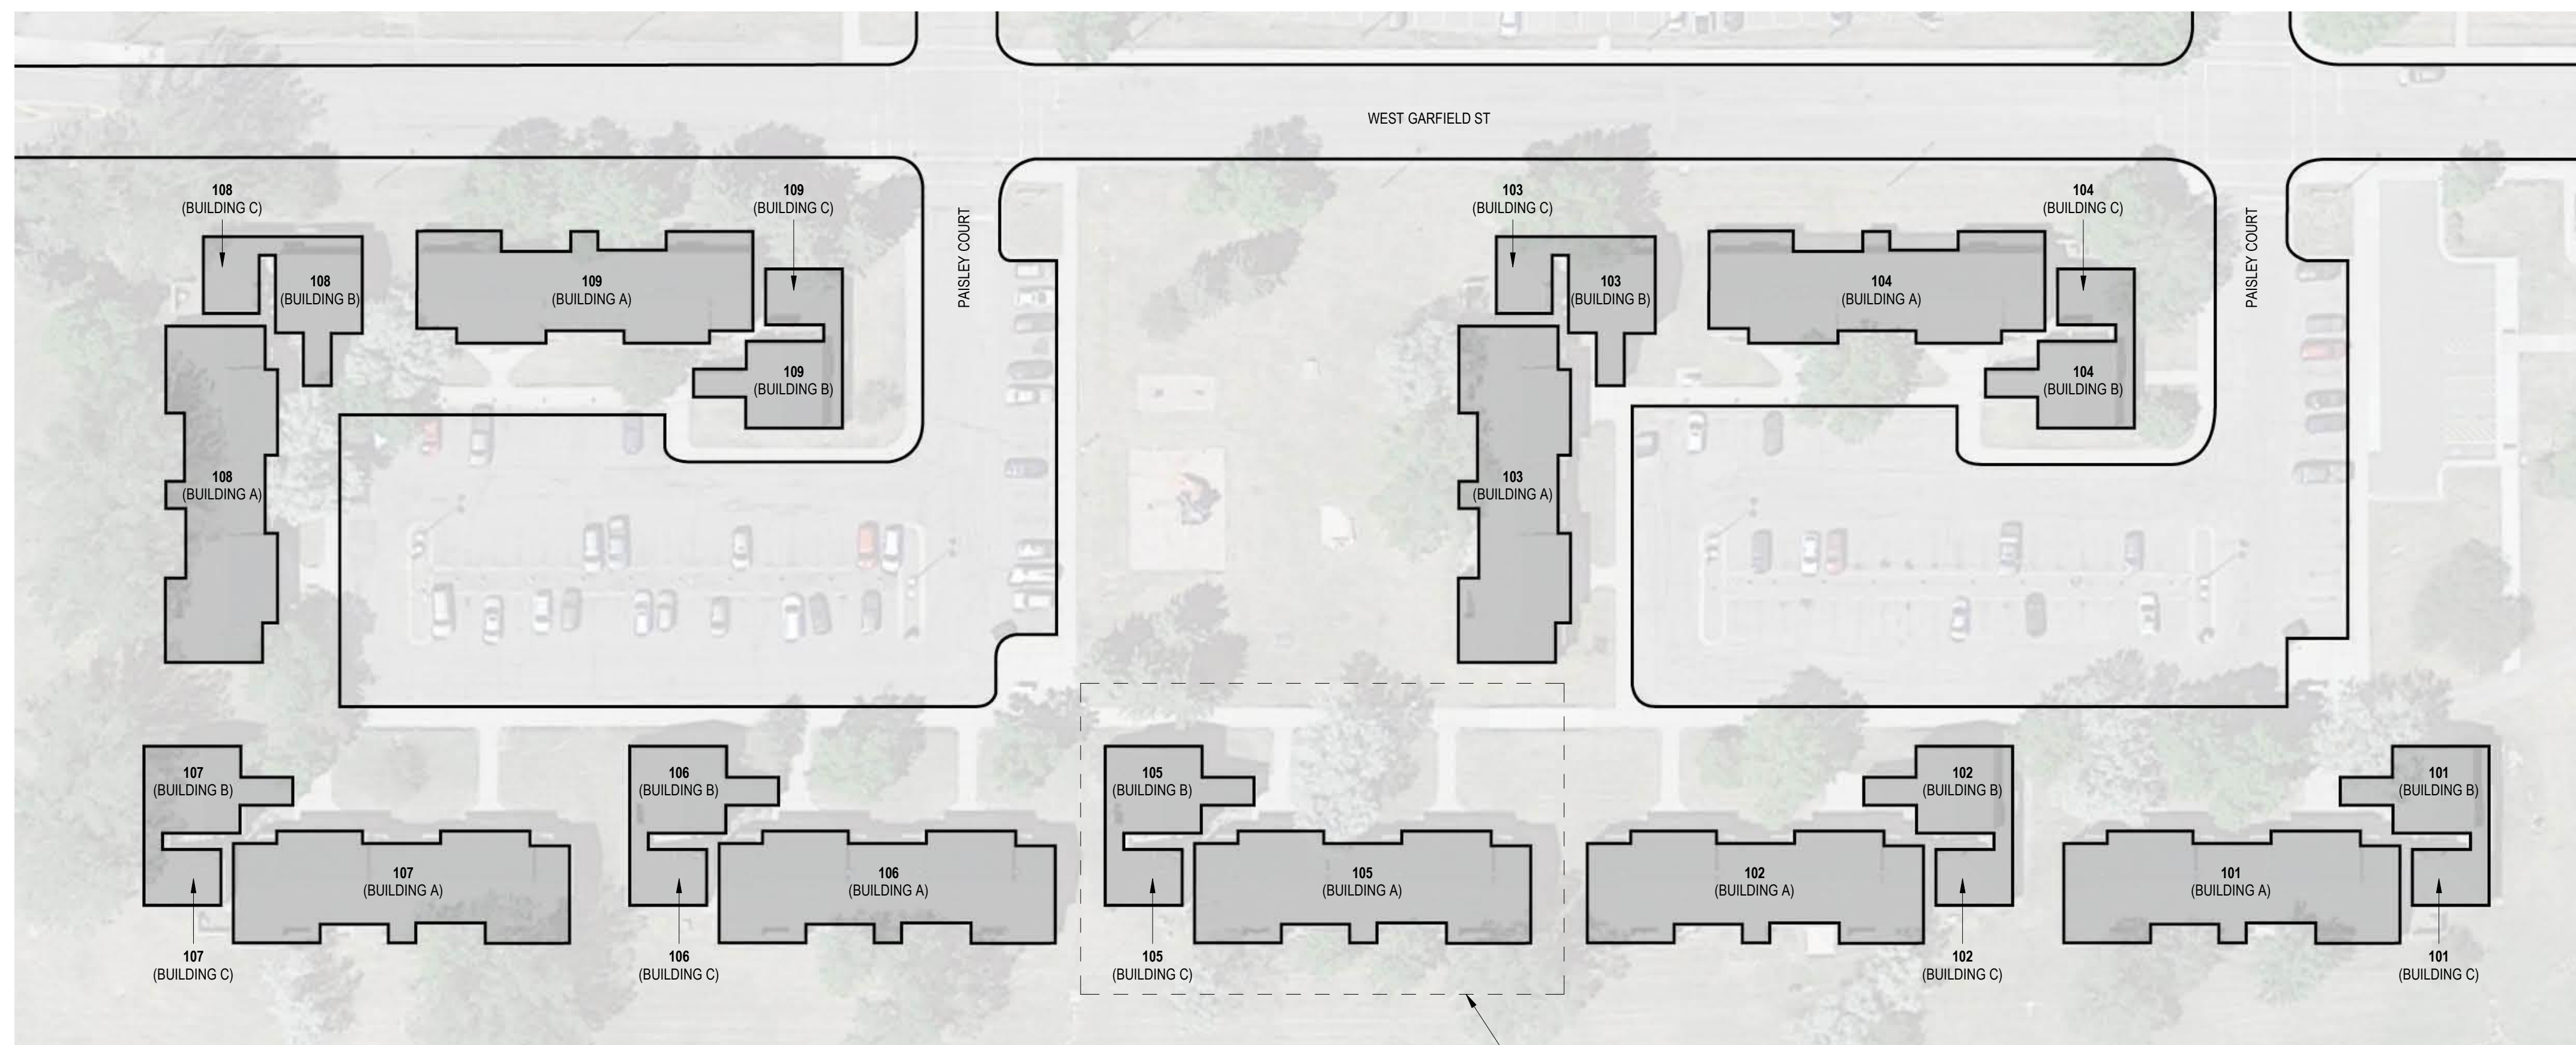 WEST GARFIELD ST
108
(BUILDING C)
109
(BUILDING C)
PAISLEY COURT
103
(BUILDING C)
104
(BUILDING C)
PAISLEY COURT
108
(BUILDING B)
109
(BUILDING A)
103
(BUILDING B)
104
(BUILDING A)
109
(BUILDING B)
104
(BUILDING B)
108
(BUILDING A)
103
(BUILDING A)
107
(BUILDING B)
106
(BUILDING B)
105
(BUILDING B)
102
(BUILDING B)
101
(BUILDING B)
107
(BUILDING A)
106
(BUILDING A)
105
(BUILDING A)
102
(BUILDING A)
101
(BUILDING A)
107
(BUILDING C)
106
(BUILDING C)
105
(BUILDING C)
102
(BUILDING C)
101
(BUILDING C)